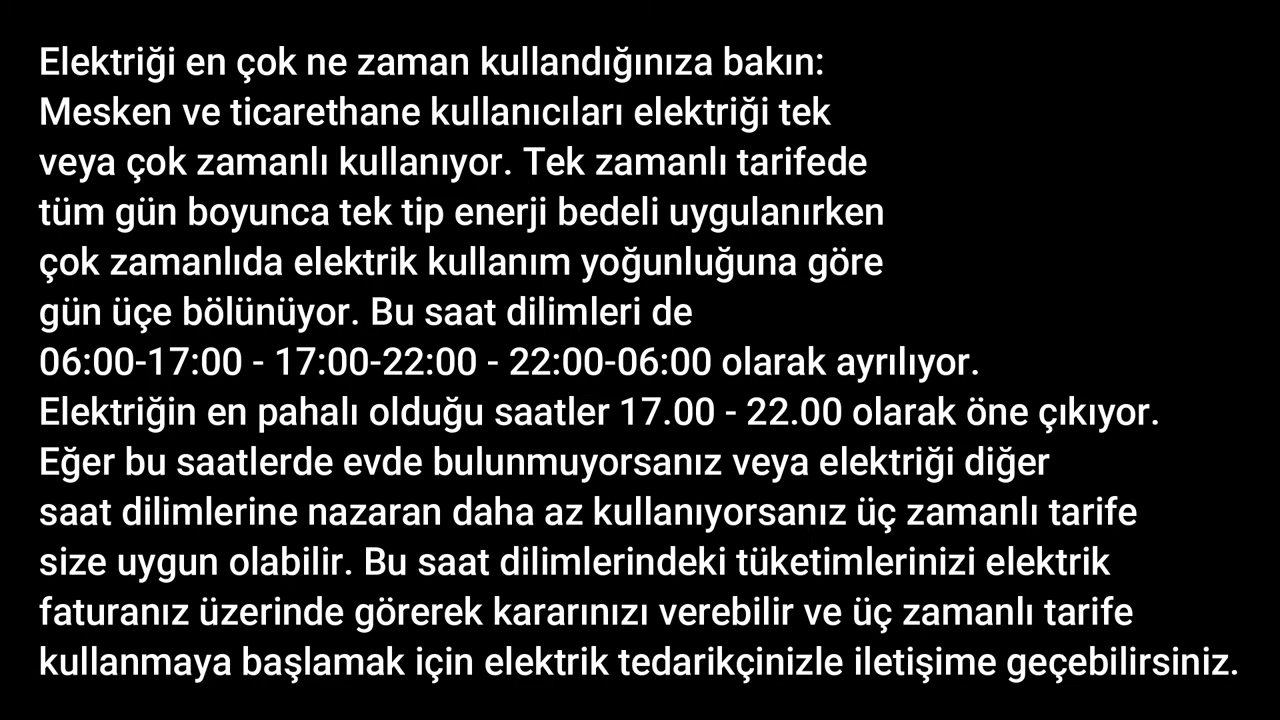 Elektriği en çok ne zaman kullandığınıza bakın:
Mesken ve ticarethane kullanıcıları elektriği tek
veya çok zamanlı kullanıyor. Tek zamanlı tarifede
tüm gün boyunca tek tip enerji bedeli uygulanırken
çok zamanlıda elektrik kullanım yoğunluğuna göre
gün üçe bölünüyor. Bu saat dilimleri de
06:00-17:00 - 17:00-22:00 - 22:00-06:00 olarak ayrılıyor.
Elektriğin en pahalı olduğu saatler 17.00 - 22.00 olarak öne çıkıyor.
Eğer bu saatlerde evde bulunmuyorsanız veya elektriği diğer
saat dilimlerine nazaran daha az kullanıyorsanız üç zamanlı tarife
size uygun olabilir. Bu saat dilimlerindeki tüketimlerinizi elektrik
faturanız üzerinde görerek kararınızı verebilir ve üç zamanlı tarife
kullanmaya başlamak için elektrik tedarikçinizle iletişime geçebilirsiniz.